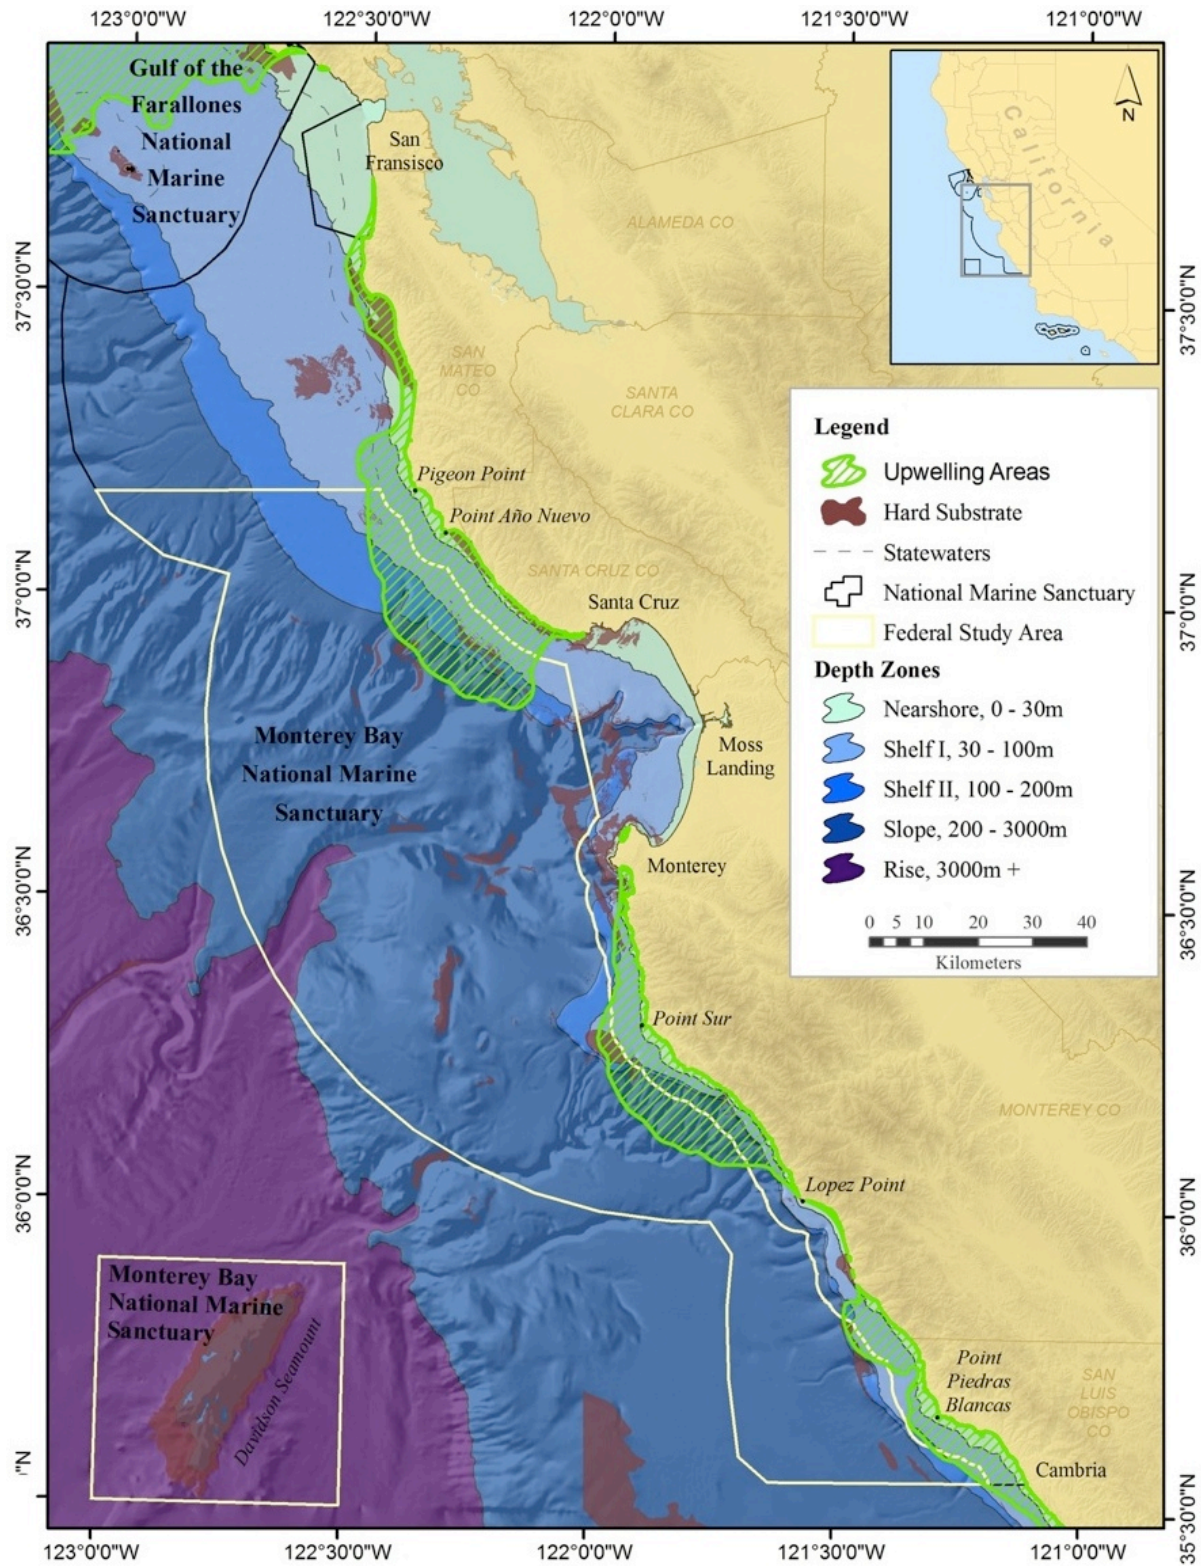 123°0'0"W
122°30'0"W
122°0'0"W
121°30'0"W
121°0'0"W
Gulf of the
Farallones
National
Marine
Sanctuary
San
Fransisco
ALAMEDA CO
California
N
37°30'0"N
37°30'0"N
SAN
MATEO
CO
SANTA
CLARA CO
Legend
Upwelling Areas
Hard Substrate
Statewaters
National Marine Sanctuary
Federal Study Area
Depth Zones
Nearshore, 0 - 30m
Shelf I, 30 - 100m
Shelf II, 100 - 200m
Slope, 200 - 3000m
Rise, 3000m +
0 5 10 20 30 40
Kilometers
Pigeon Point
Point Año Nuevo
SANTA CRUZ CO
37°0'0"N
37°0'0"N
Santa Cruz
Monterey Bay
National Marine
Sanctuary
Moss
Landing
Monterey
36°30'0"N
36°30'0"N
Point Sur
MONTEREY CO
36°0'0"N
36°0'0"N
Lopez Point
Monterey Bay
National Marine
Sanctuary
Davidson Seamount
Point
Piedras
Blancas
SAN
LUIS
OBISPO
CO
Cambria
"N
35°30'0"N
123°0'0"W
122°30'0"W
122°0'0"W
121°30'0"W
121°0'0"W